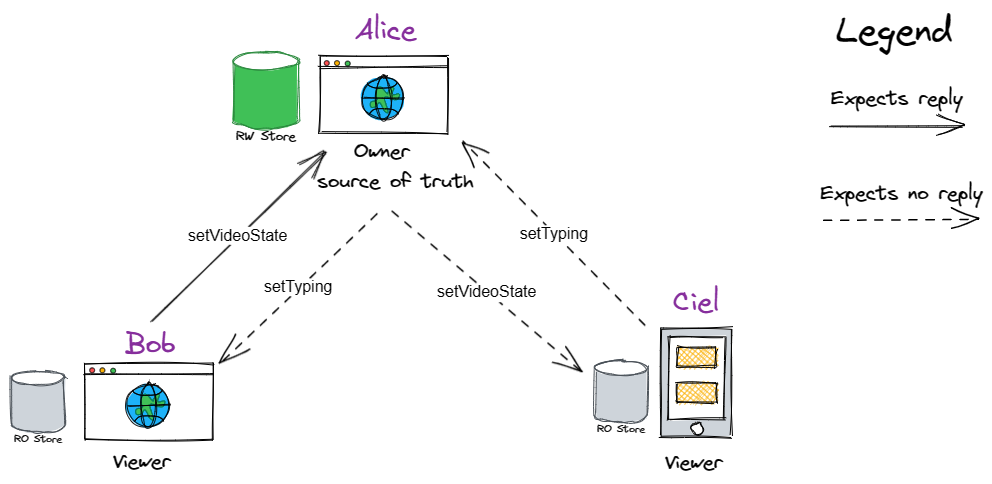 Alice
Legend
RW Store
Expects reply
Owner
source of truth
Expects no reply
setVideoState
setTyping
setTyping
setVideoState
Ciel
Bob
RO Store
Viewer
RO Store
Viewer